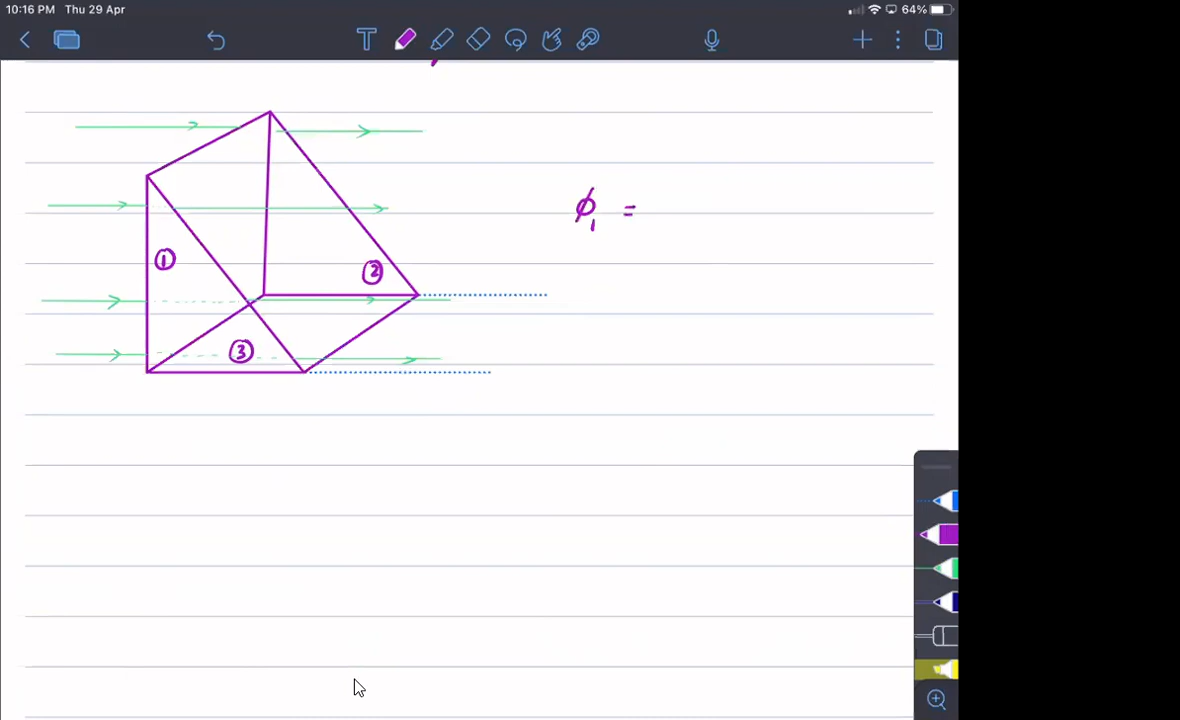 10:16 PM Thu 29 Apr 64%
T
ϕ₁ =
①
②
③